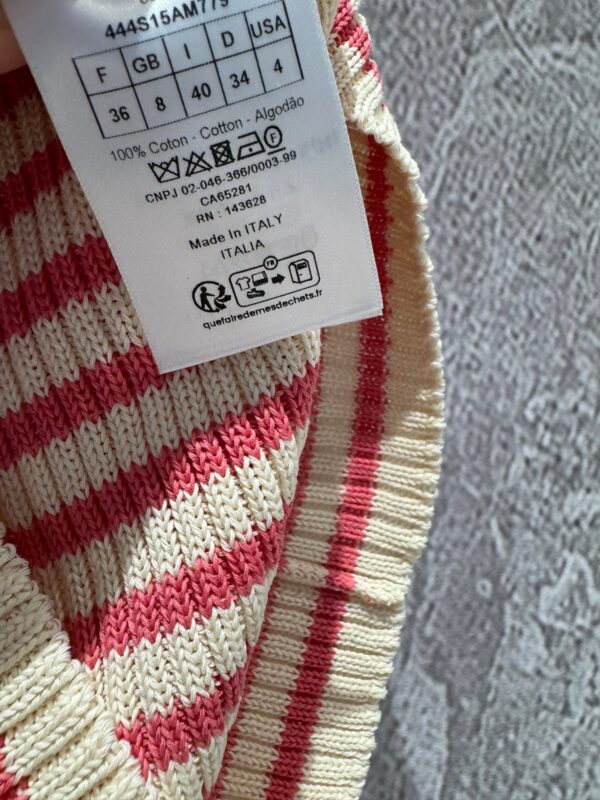 444S15AM779
F GB I D USA
36 8 40 34 4
100% Coton - Cotton - Algodão
F
CNPJ 02-046-366/0003-99
CA65281
RN : 143628
Made In ITALY
ITALIA
FR
quefairedemesdechets.fr